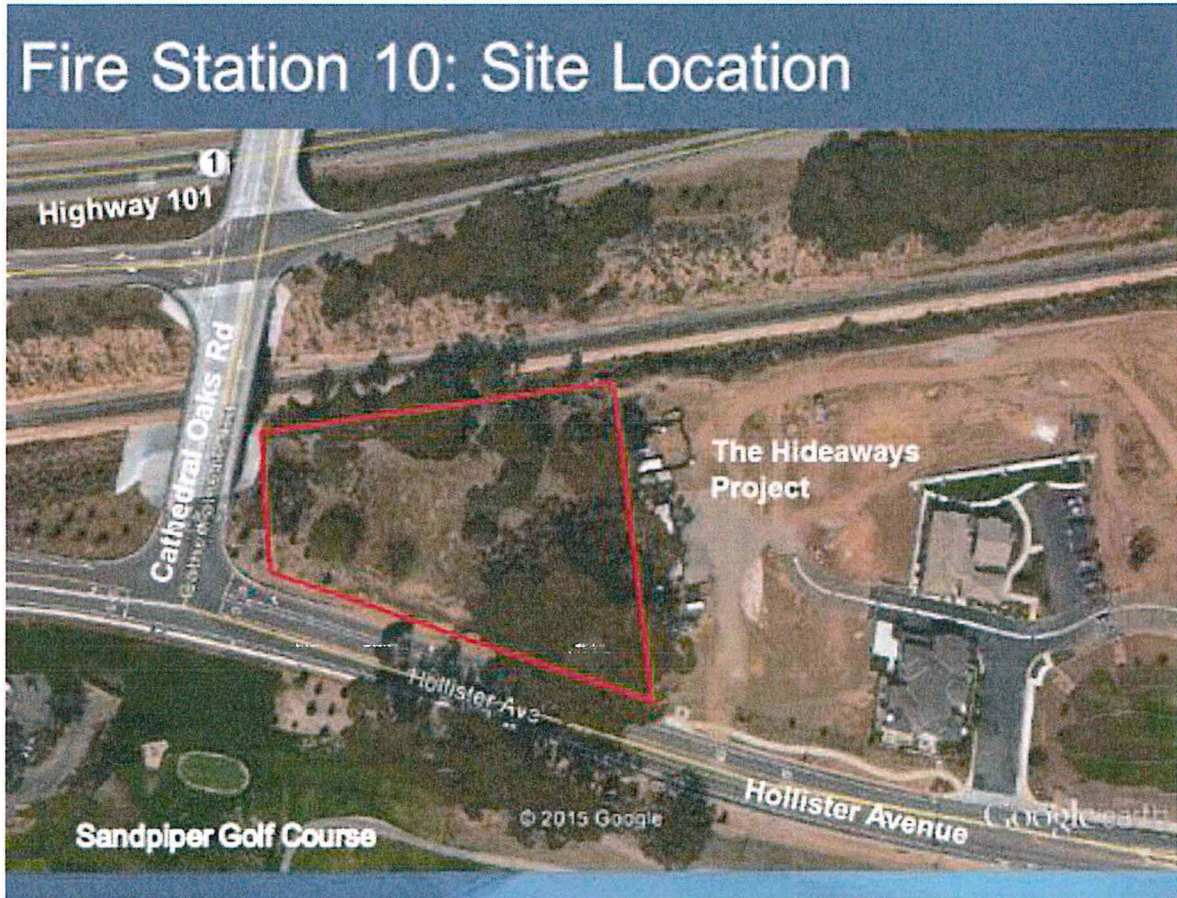 Fire Station 10: Site Location
1
Highway 101
Cathedral Oaks Rd
The Hideaways
Project
Hollister Ave
Hollister Avenue
© 2015 Google
Google earth
Sandpiper Golf Course